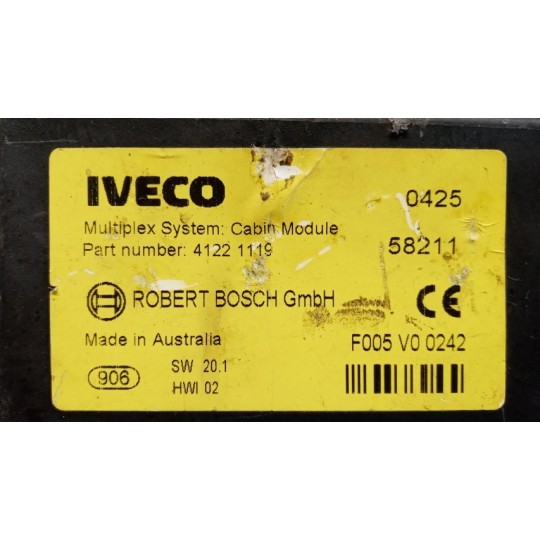 IVECO 0425
Multiplex System: Cabin Module
Part number: 4122 1119 58211
ROBERT BOSCH GmbH CE
Made in Australia F005 V0 0242
906 SW 20.1
HWI 02